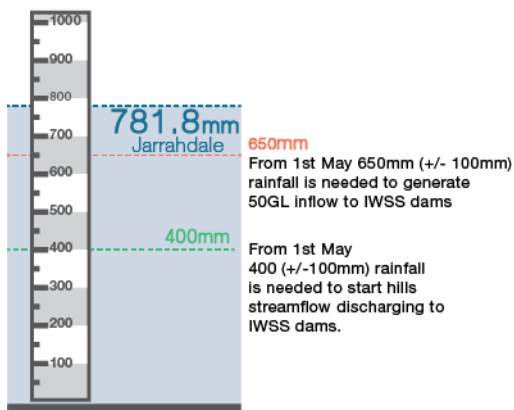 1000
900
800
781.8mm
Jarrahdale
700
650mm
From 1st May 650mm (+/- 100mm)
rainfall is needed to generate
50GL inflow to IWSS dams
600
500
400mm
400
From 1st May
400 (+/-100mm) rainfall
is needed to start hills
streamflow discharging to
IWSS dams.
300
200
100